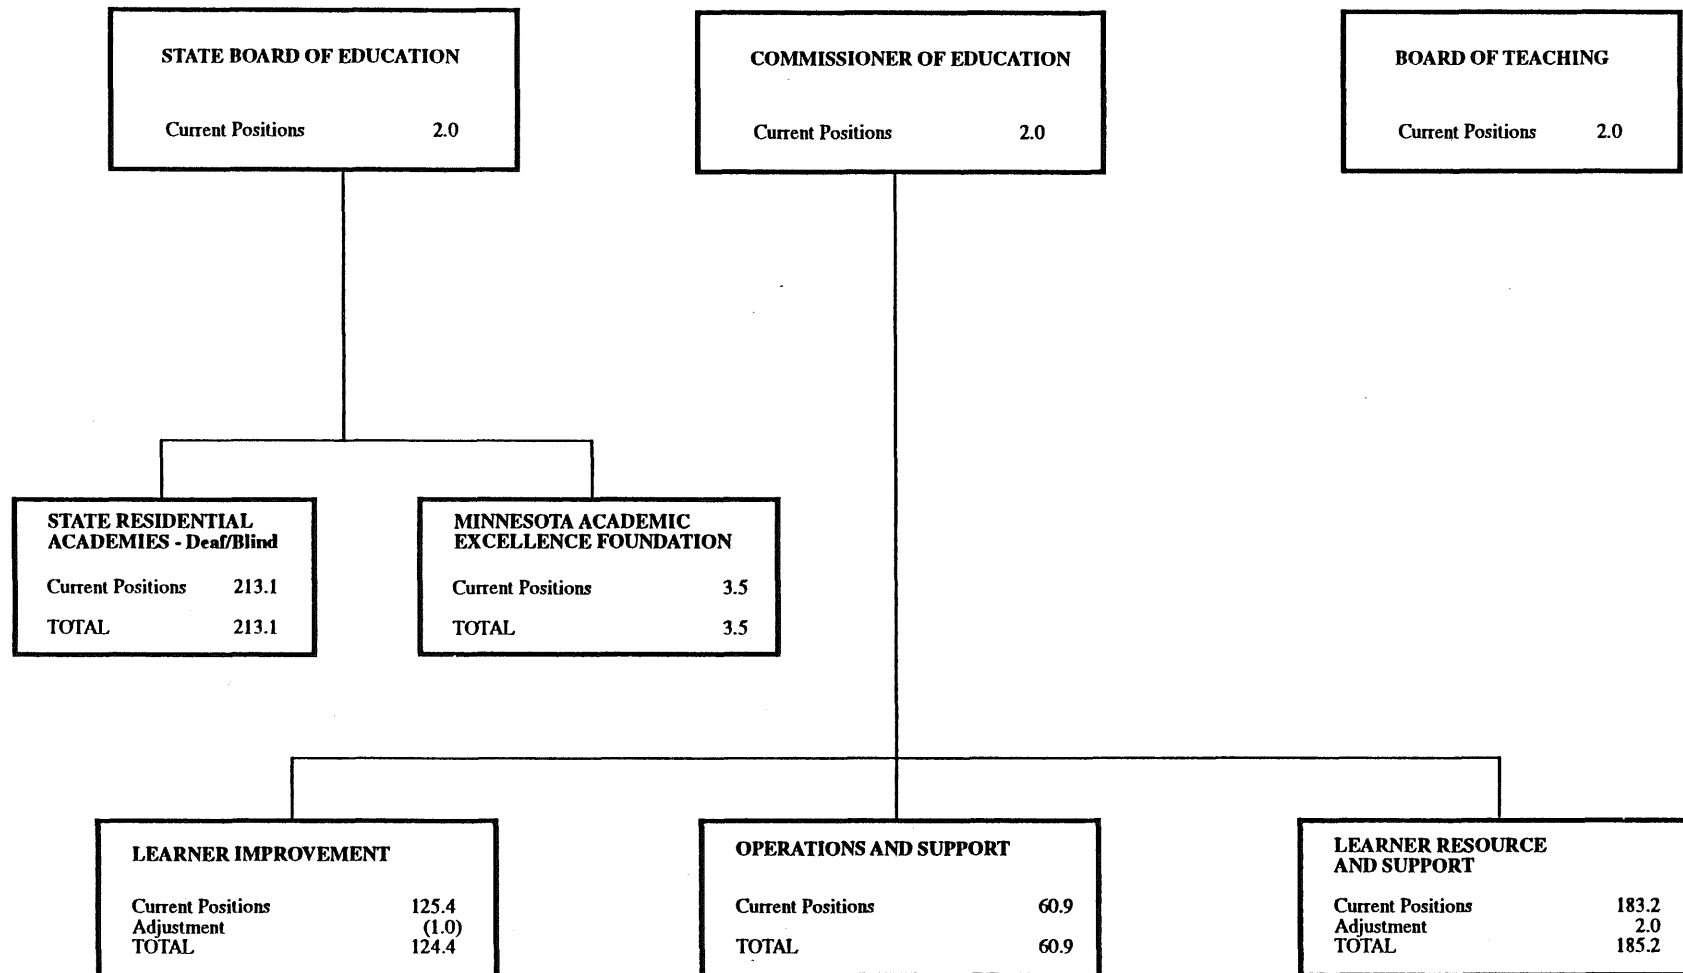 STATE BOARD OF EDUCATION
Current Positions 2.0
COMMISSIONER OF EDUCATION
Current Positions 2.0
BOARD OF TEACHING
Current Positions 2.0
STATE RESIDENTIAL
ACADEMIES - Deaf/Blind
Current Positions 213.1
TOTAL 213.1
MINNESOTA ACADEMIC
EXCELLENCE FOUNDATION
Current Positions 3.5
TOTAL 3.5
LEARNER IMPROVEMENT
Current Positions 125.4
Adjustment (1.0)
TOTAL 124.4
OPERATIONS AND SUPPORT
Current Positions 60.9
TOTAL 60.9
LEARNER RESOURCE
AND SUPPORT
Current Positions 183.2
Adjustment 2.0
TOTAL 185.2